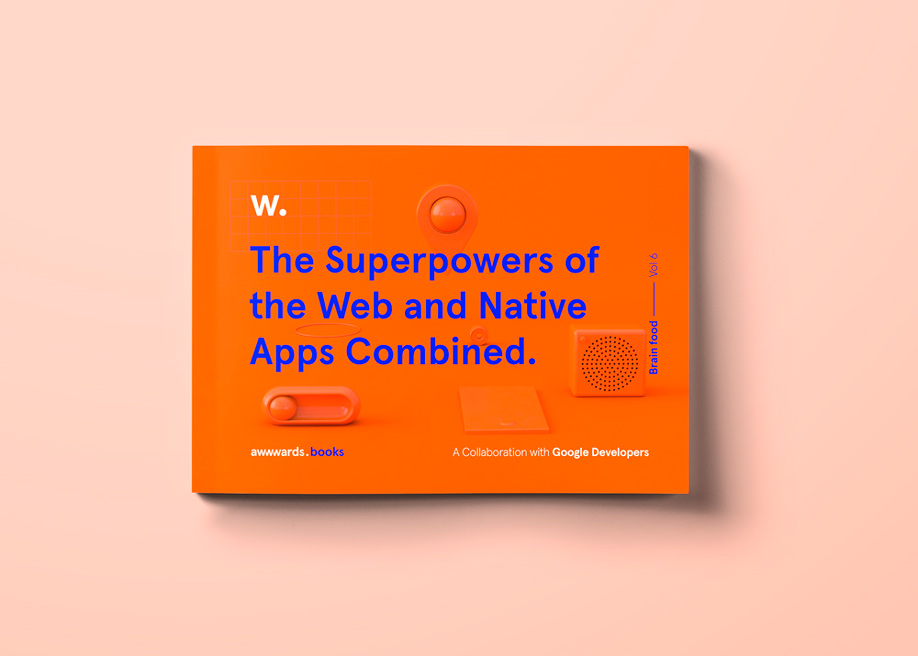 W.
The Superpowers of
the Web and Native
Apps Combined.
Brain food — Vol 6
awwwards.books
A Collaboration with Google Developers